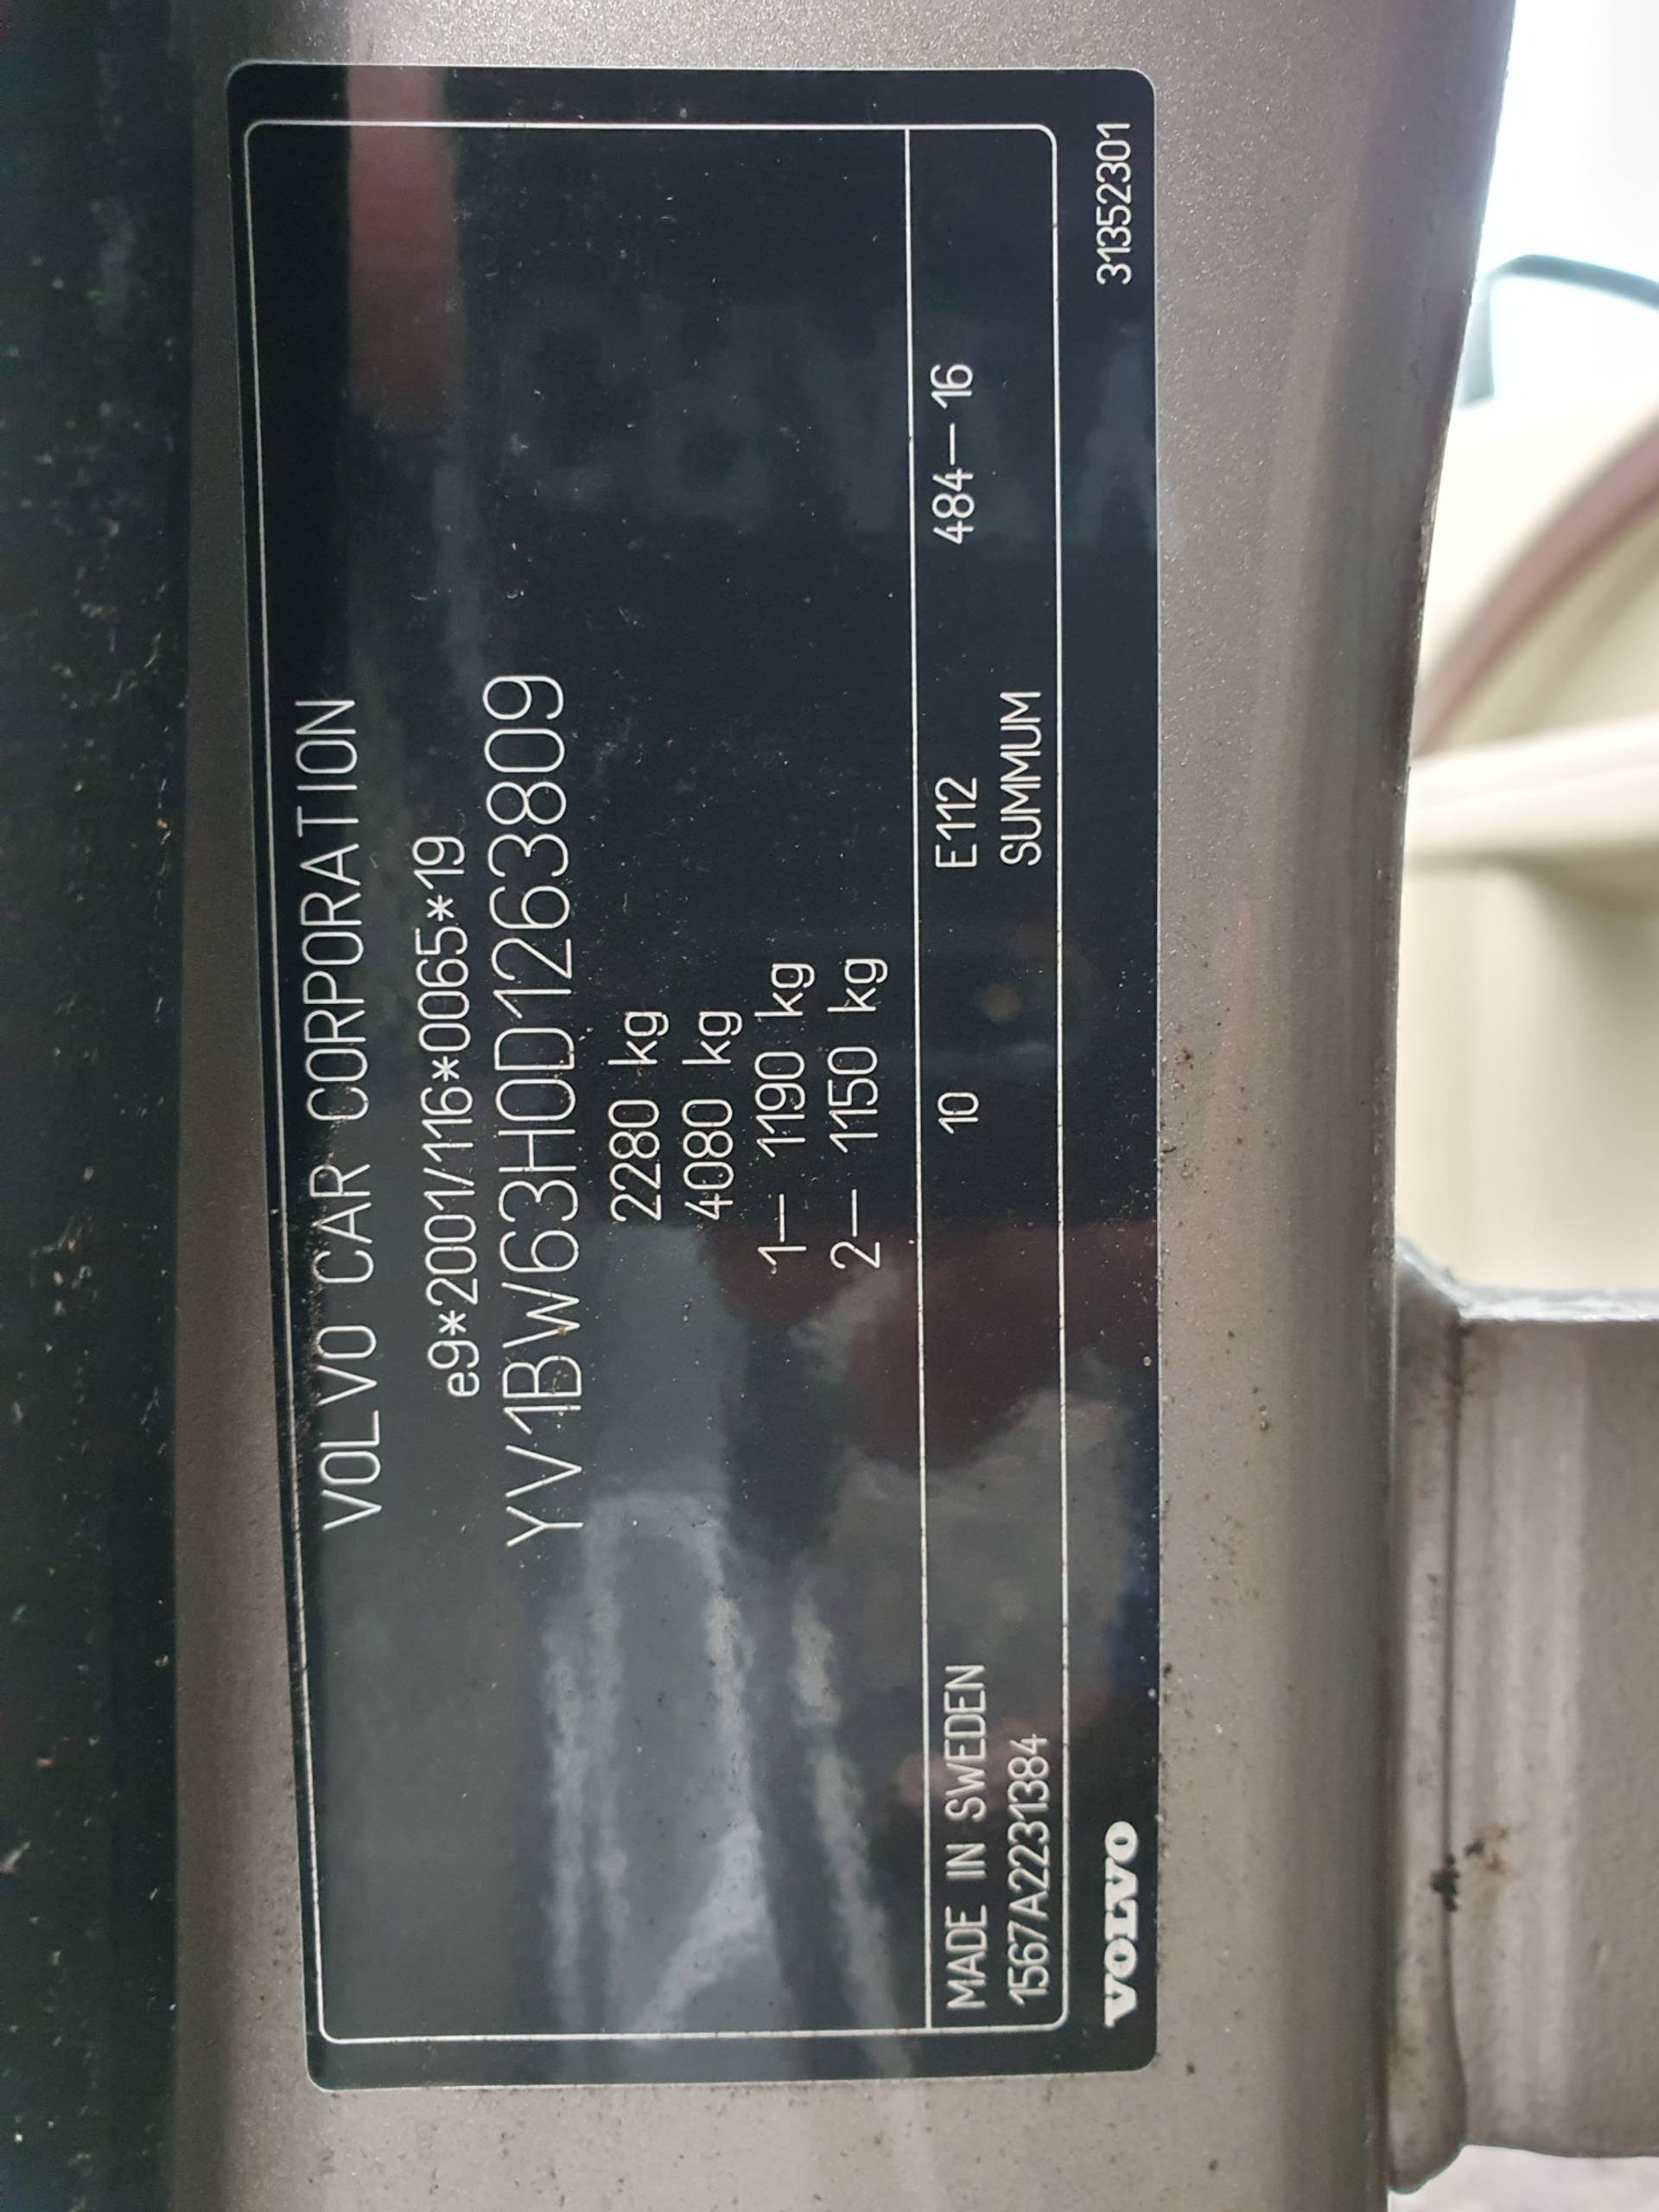 VOLVO CAR CORPORATION
e9*2001/116*0065*19
YV1BW63H0D1263809
2280 kg
4080 kg
1— 1190 kg
2— 1150 kg
MADE IN SWEDEN 10 E112 484—16
1567A2231384 SUMMUM
VOLVO 31352301